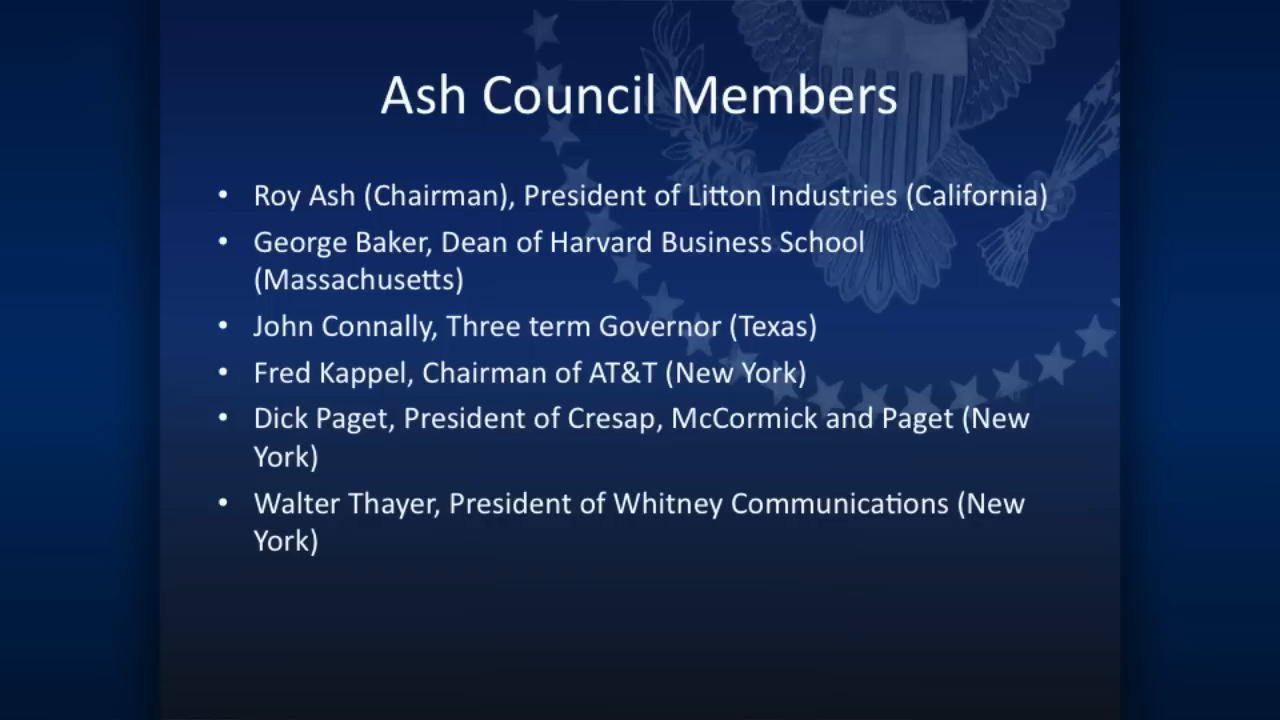 Ash Council Members
• Roy Ash (Chairman), President of Litton Industries (California)
• George Baker, Dean of Harvard Business School
(Massachusetts)
• John Connally, Three term Governor (Texas)
• Fred Kappel, Chairman of AT&T (New York)
• Dick Paget, President of Cresap, McCormick and Paget (New
York)
• Walter Thayer, President of Whitney Communications (New
York)